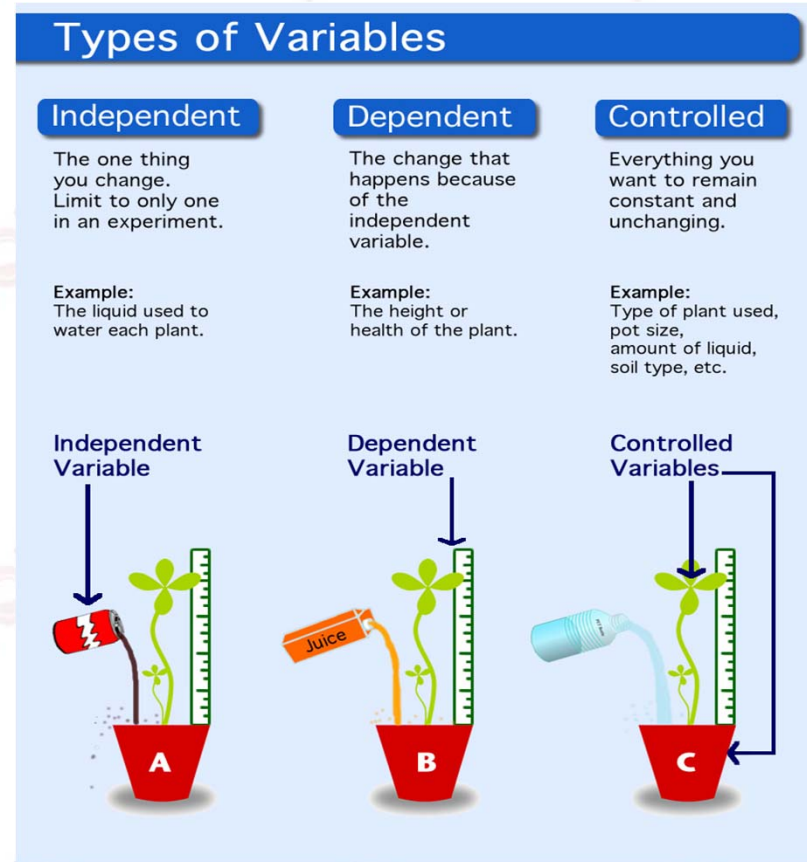 Types of Variables
Independent
The one thing
you change.
Limit to only one
in an experiment.
Example:
The liquid used to
water each plant.
Dependent
The change that
happens because
of the
independent
variable.
Example:
The height or
health of the plant.
Controlled
Everything you
want to remain
constant and
unchanging.
Example:
Type of plant used,
pot size,
amount of liquid,
soil type, etc.
Independent
Variable
Dependent
Variable
Controlled
Variables
Juice
A
B
C